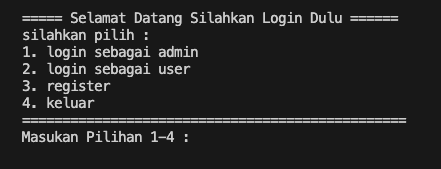 ===== Selamat Datang Silahkan Login Dulu ======
silahkan pilih :
1. login sebagai admin
2. login sebagai user
3. register
4. keluar
================================================
Masukan Pilihan 1-4 :